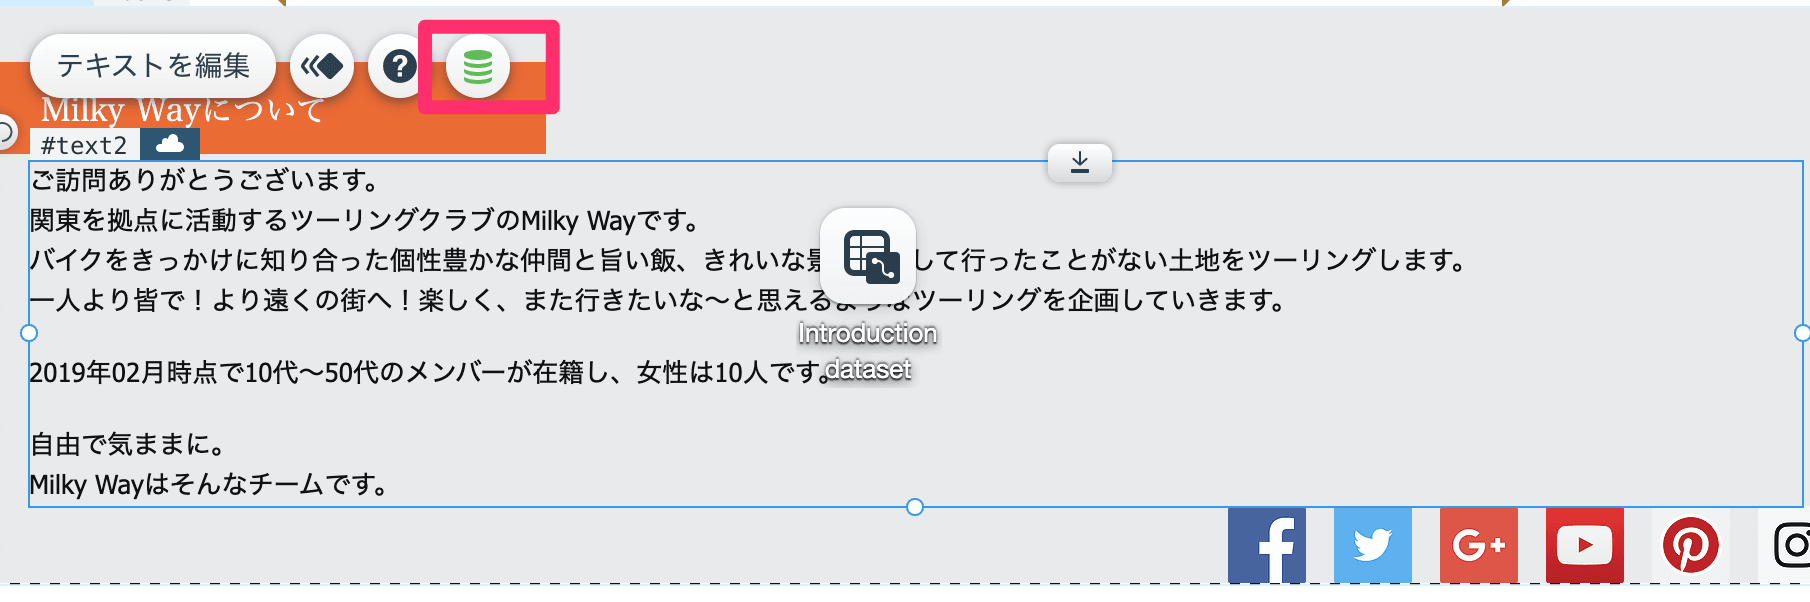 テキストを編集
?
Milky Wayについて
#text2
ご訪問ありがとうございます。
関東を拠点に活動するツーリングクラブのMilky Wayです。
バイクをきっかけに知り合った個性豊かな仲間と旨い飯、きれいな景 して行ったことがない土地をツーリングします。
一人より皆で！より遠くの街へ！楽しく、また行きたいな～と思えるようなツーリングを企画していきます。
Introduction
dataset
2019年02月時点で10代～50代のメンバーが在籍し、女性は10人です。
自由で気ままに。
Milky Wayはそんなチームです。
f
G+